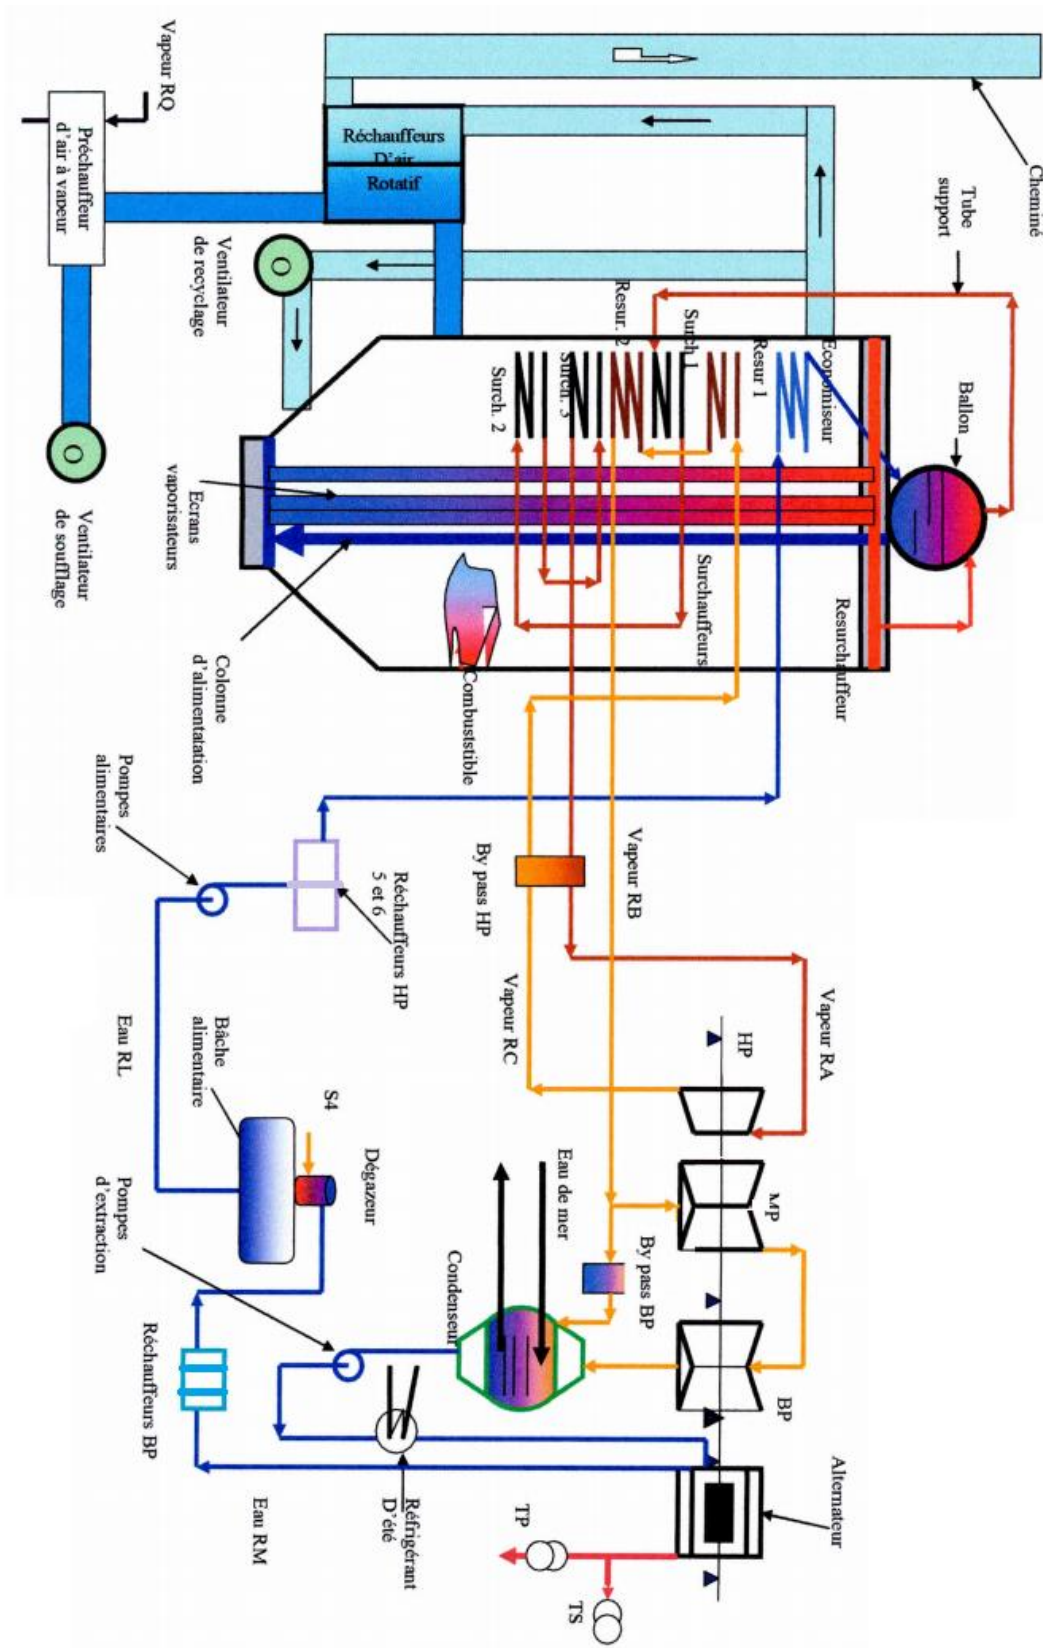 Cheminé
Vapeur RQ
Préchauffeur
d'air à vapeur
Réchauffeurs
D'air
Rotatif
Tube
support
Ballon
Ventilateur
de recyclage
Ventilateur
de soufflage
Economiseur
Resur 1
Surch 1
Resur. 2
Surch. 3
Surch. 2
Ecrans
vaporisateurs
Surchauffeurs
Resurchauffeur
Combuststible
Colonne
d'alimentalation
Pompes
alimentaires
Réchauffeurs HP
5 et 6
By pass HP
Vapeur RB
Vapeur RC
Vapeur RA
Eau RL
Bâche
alimentaire
S4
Dégazeur
HP
MP
BP
Eau de mer
By pass BP
Condenseur
Pompes
d'extraction
Réchauffeurs BP
Réfrigérant
D'été
Eau RM
Alternateur
TP
TS